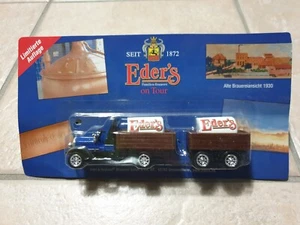 Limitierte
Auflage
SEIT 1872
Eder's
on Tour
Alte Brauereiansicht 1930
Eder's
Eder's